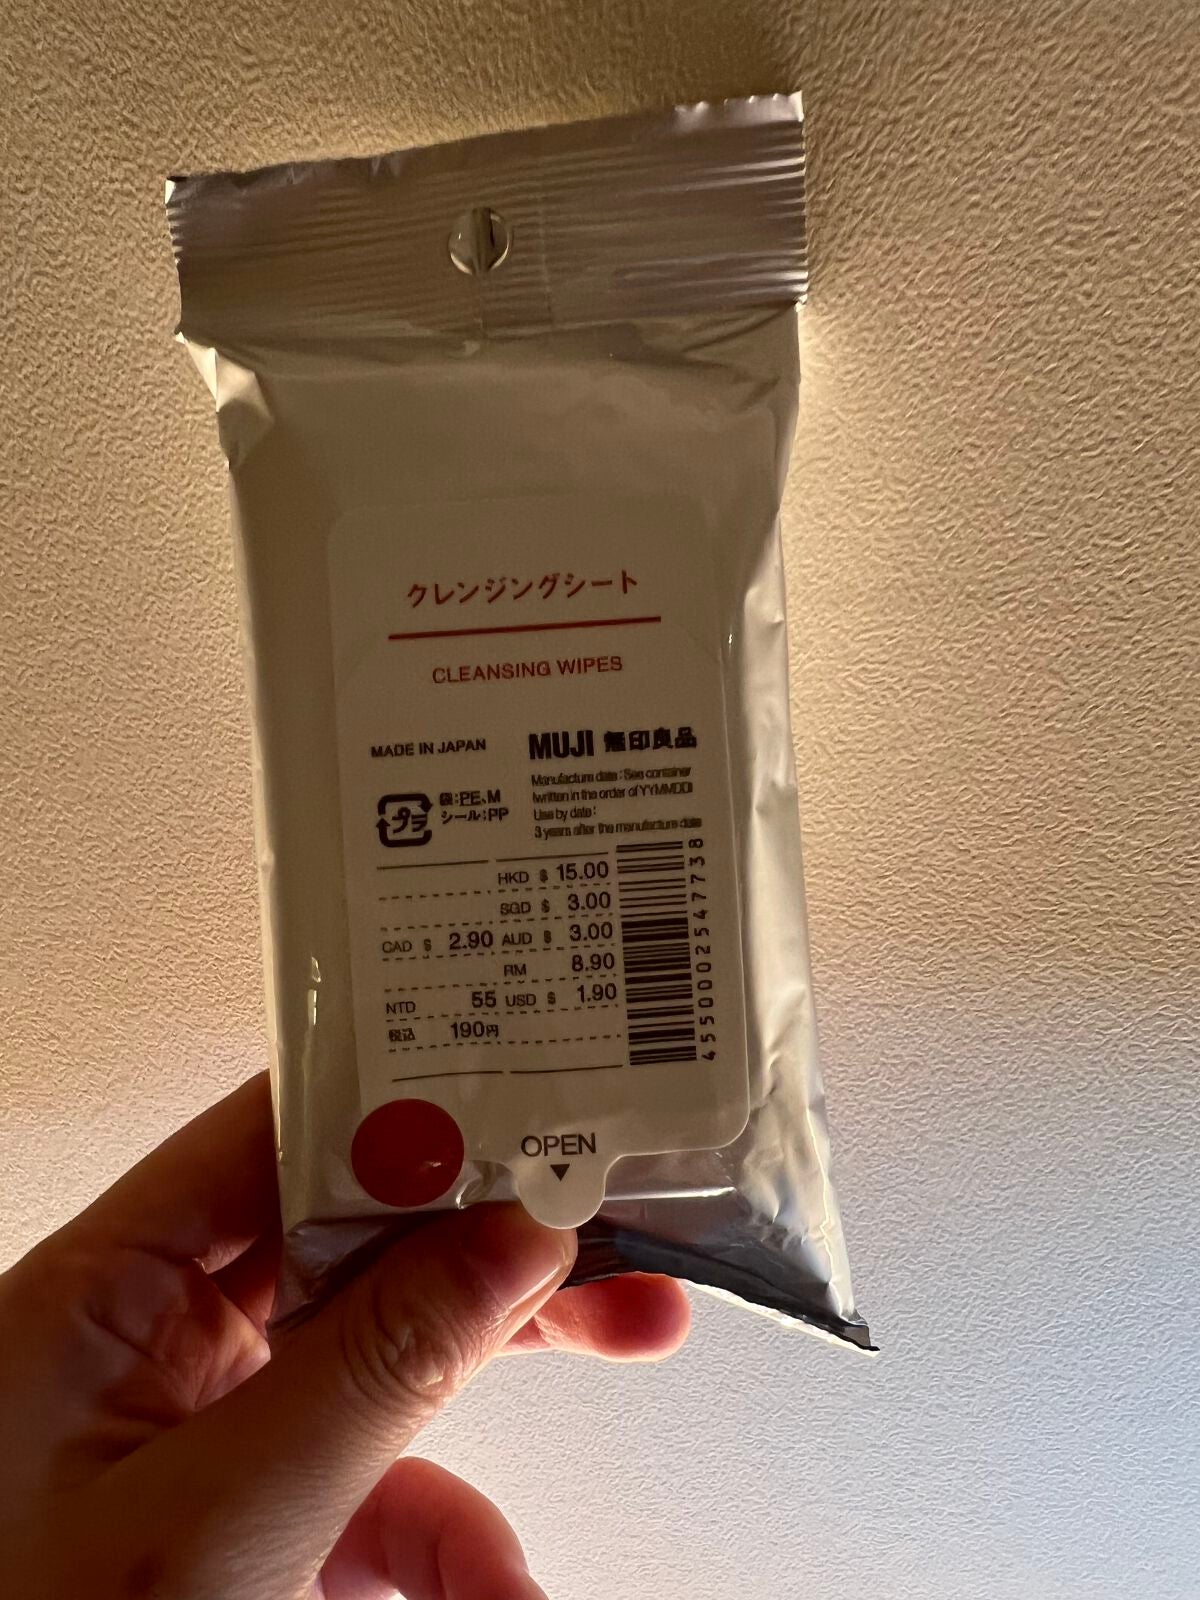 クレンジングシート
CLEANSING WIPES
MADE IN JAPAN
MUJI 無印良品
Manufacture date : See container
(written in the order of YYMMDD)
Use by date :
3 years after the manufacture date
プラ
袋:PE、M
シール:PP
HKD $ 15.00
SGD $ 3.00
CAD $ 2.90 AUD $ 3.00
RM 8.90
NTD 55 USD $ 1.90
税込 190円
4550002547738
OPEN